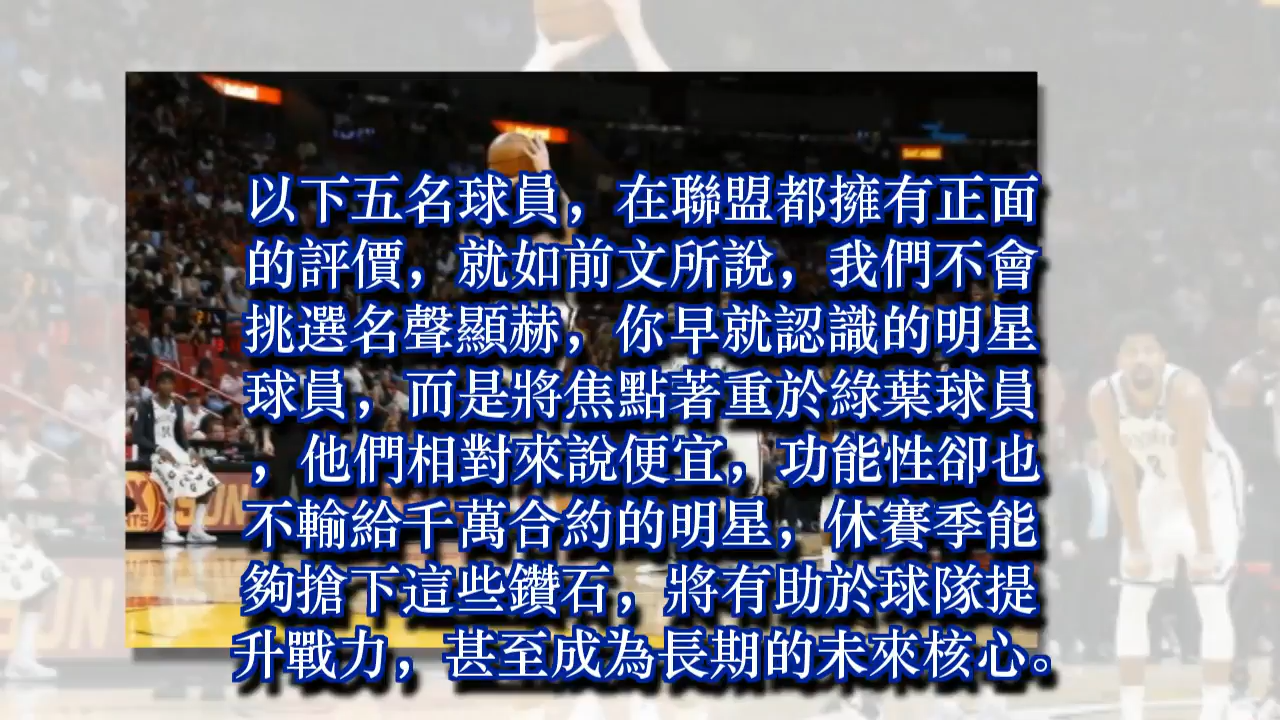 以下五名球員，在聯盟都擁有正面
的評價，就如前文所說，我們不會
挑選名聲顯赫，你早就認識的明星
球員，而是將焦點著重於綠葉球員
，他們相對來說便宜，功能性卻也
不輸給千萬合約的明星，休賽季能
夠搶下這些鑽石，將有助於球隊提
升戰力，甚至成為長期的未來核心。
SUN